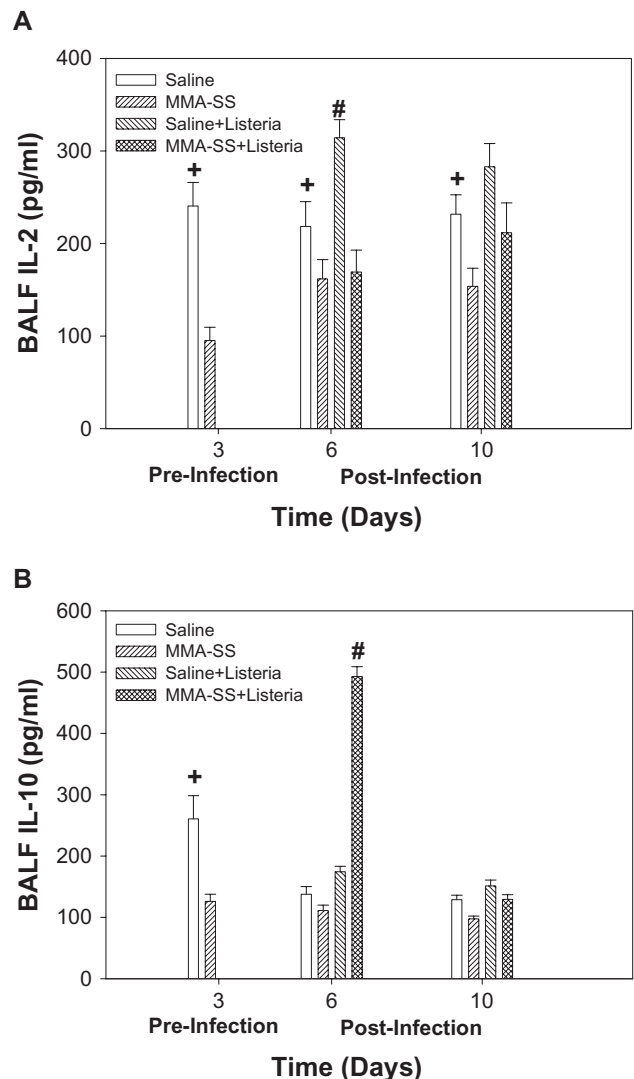 A
BALF IL-2 (pg/ml)
400
300
200
100
0
Saline
MMA-SS
Saline+Listeria
MMA-SS+Listeria
+
+
#
+
3
6
10
Pre-Infection
Post-Infection
Time (Days)
B
BALF IL-10 (pg/ml)
600
500
400
300
200
100
0
Saline
MMA-SS
Saline+Listeria
MMA-SS+Listeria
+
#
3
6
10
Pre-Infection
Post-Infection
Time (Days)